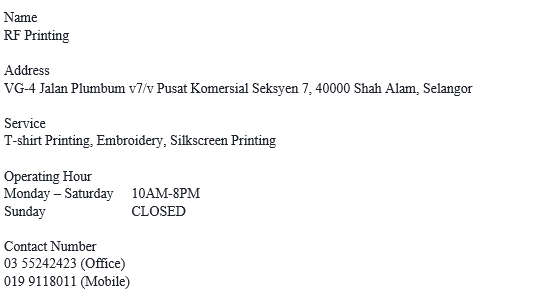 Name
RF Printing
Address
VG-4 Jalan Plumbum v7/v Pusat Komersial Seksyen 7, 40000 Shah Alam, Selangor
Service
T-shirt Printing, Embroidery, Silkscreen Printing
Operating Hour
Monday – Saturday 10AM-8PM
Sunday CLOSED
Contact Number
03 55242423 (Office)
019 9118011 (Mobile)